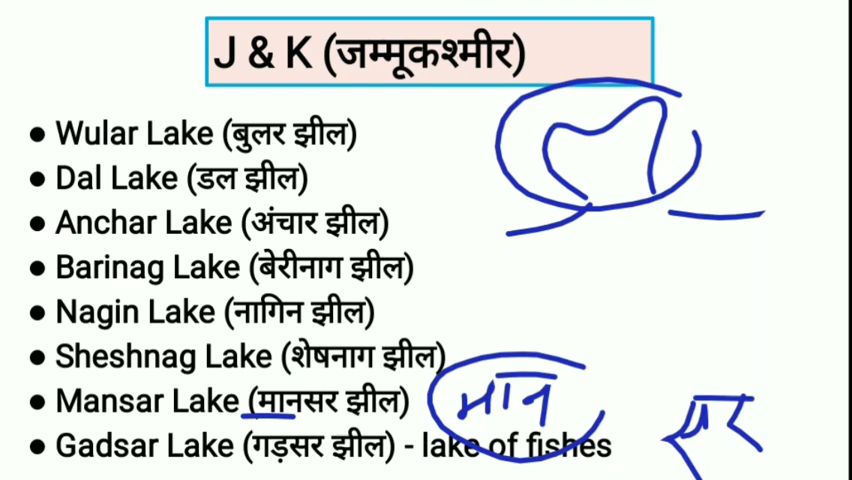 J & K (जम्मूकश्मीर)
● Wular Lake (बुलर झील)
● Dal Lake (डल झील)
● Anchar Lake (अंचार झील)
● Barinag Lake (बेरीनाग झील)
● Nagin Lake (नागिन झील)
● Sheshnag Lake (शेषनाग झील)
● Mansar Lake (मानसर झील)
मान
● Gadsar Lake (गड़सर झील) - lake of fishes